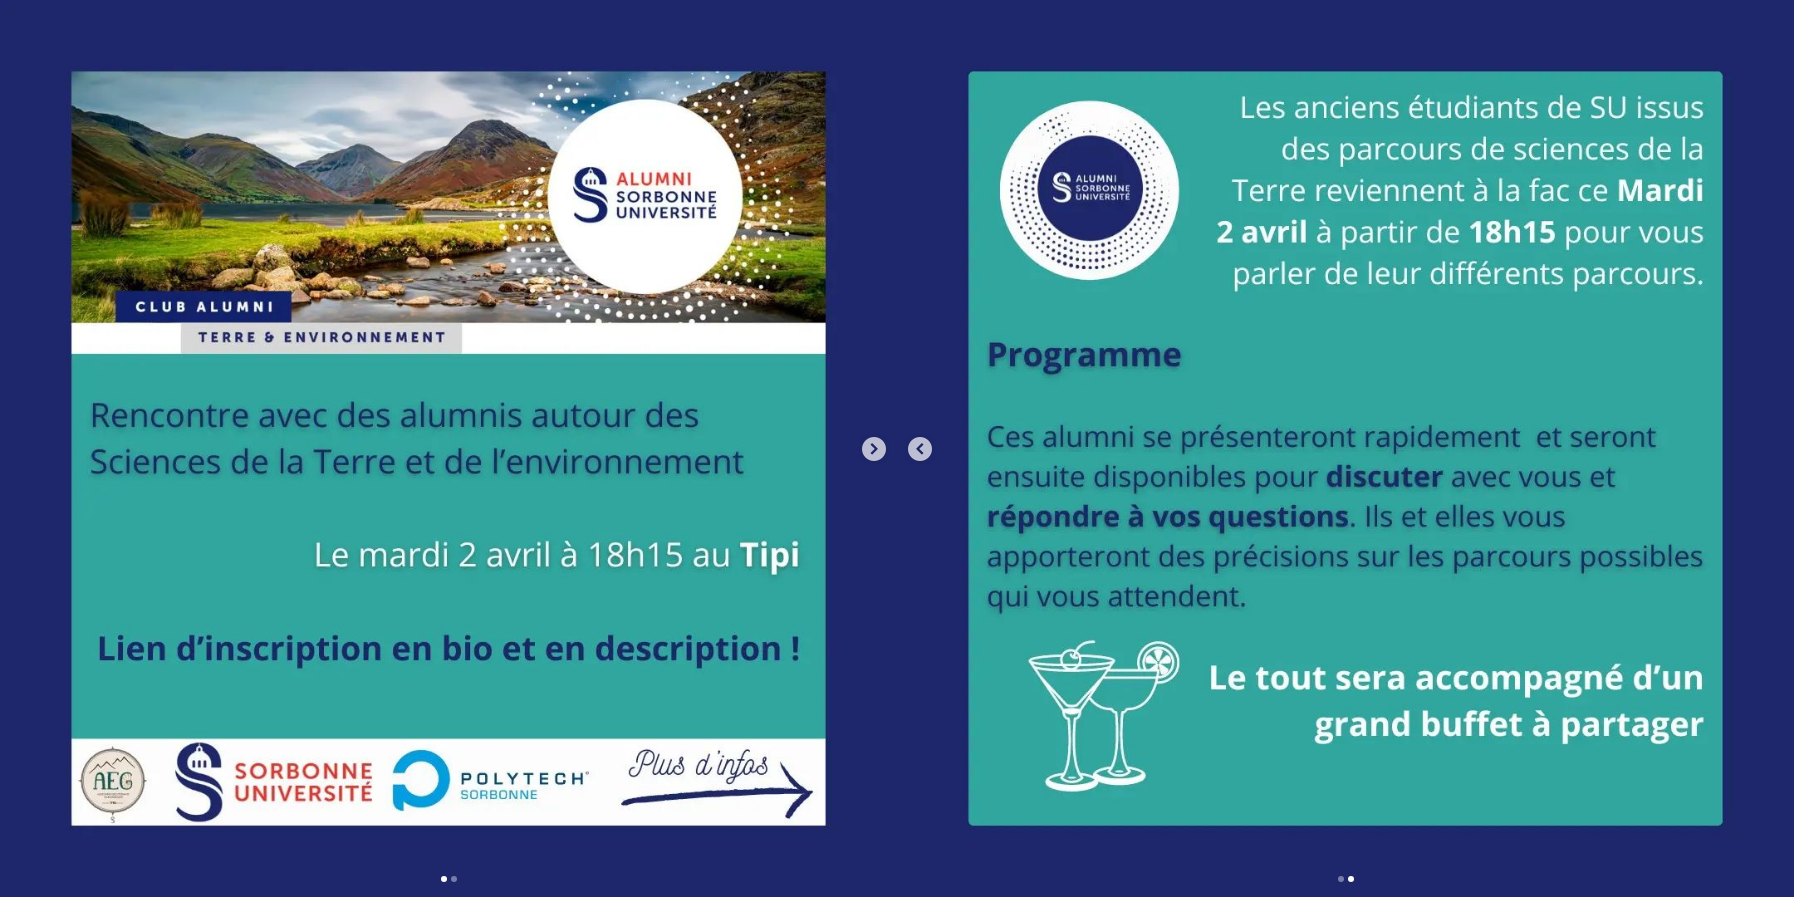 ALUMNI
SORBONNE
UNIVERSITÉ
CLUB ALUMNI
TERRE & ENVIRONNEMENT
Rencontre avec des alumnis autour des
Sciences de la Terre et de l’environnement
Le mardi 2 avril à 18h15 au Tipi
Lien d’inscription en bio et en description !
AEG
SORBONNE
UNIVERSITÉ
POLYTECH
SORBONNE
Plus d'infos
ALUMNI
SORBONNE
UNIVERSITÉ
Les anciens étudiants de SU issus
des parcours de sciences de la
Terre reviennent à la fac ce Mardi
2 avril à partir de 18h15 pour vous
parler de leur différents parcours.
Programme
Ces alumni se présenteront rapidement et seront
ensuite disponibles pour discuter avec vous et
répondre à vos questions. Ils et elles vous
apporteront des précisions sur les parcours possibles
qui vous attendent.
Le tout sera accompagné d’un
grand buffet à partager